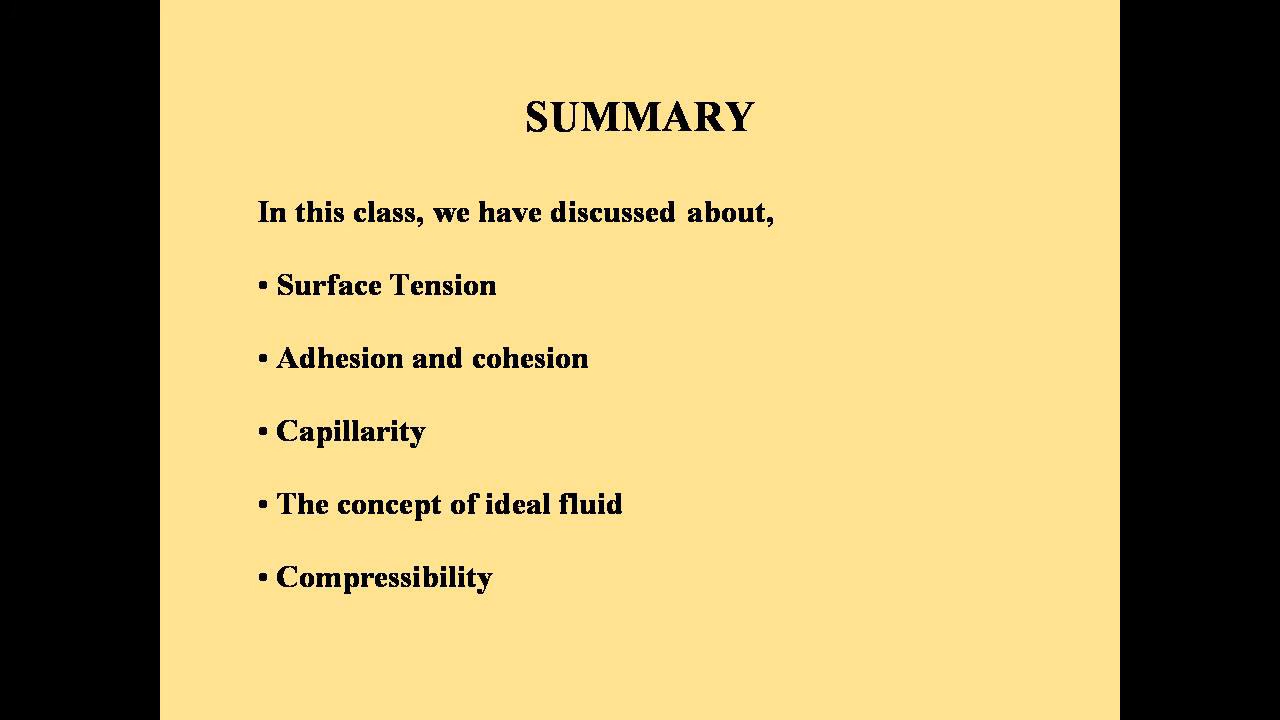 SUMMARY
In this class, we have discussed about,
• Surface Tension
• Adhesion and cohesion
• Capillarity
• The concept of ideal fluid
• Compressibility